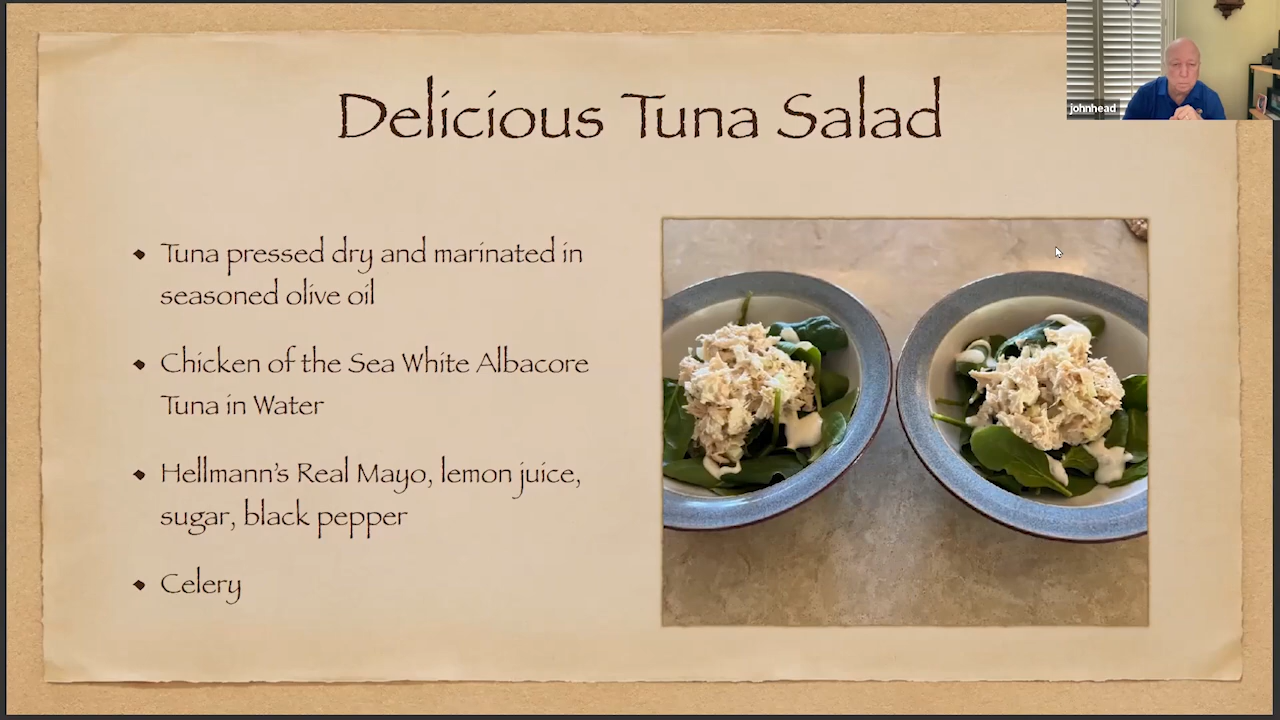 Delicious Tuna Salad
johnhead
Tuna pressed dry and marinated in
seasoned olive oil
Chicken of the Sea White Albacore
Tuna in Water
Hellmann's Real Mayo, lemon juice,
sugar, black pepper
Celery